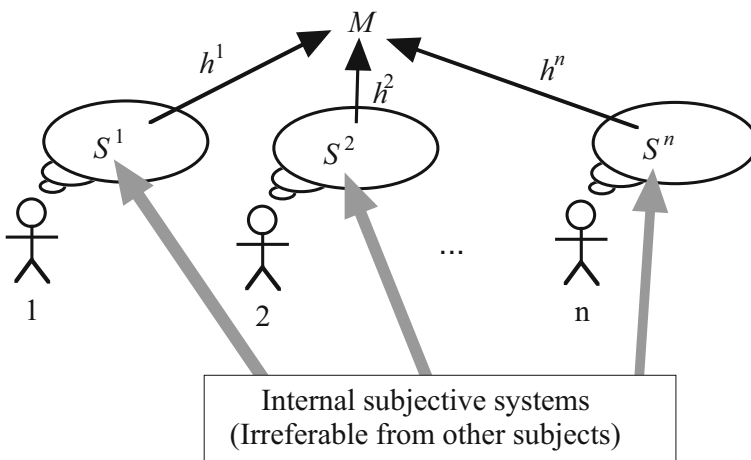 M
h¹
h²
hⁿ
S¹
S²
Sⁿ
...
1
2
n
Internal subjective systems
(Irreferable from other subjects)